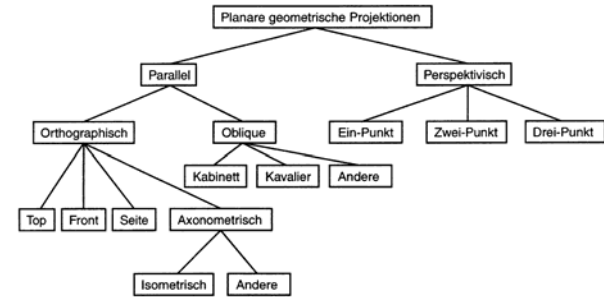 Planare geometrische Projektionen
Parallel
Perspektivisch
Orthographisch
Oblique
Ein-Punkt
Zwei-Punkt
Drei-Punkt
Kabinett
Kavalier
Andere
Top
Front
Seite
Axonometrisch
Isometrisch
Andere